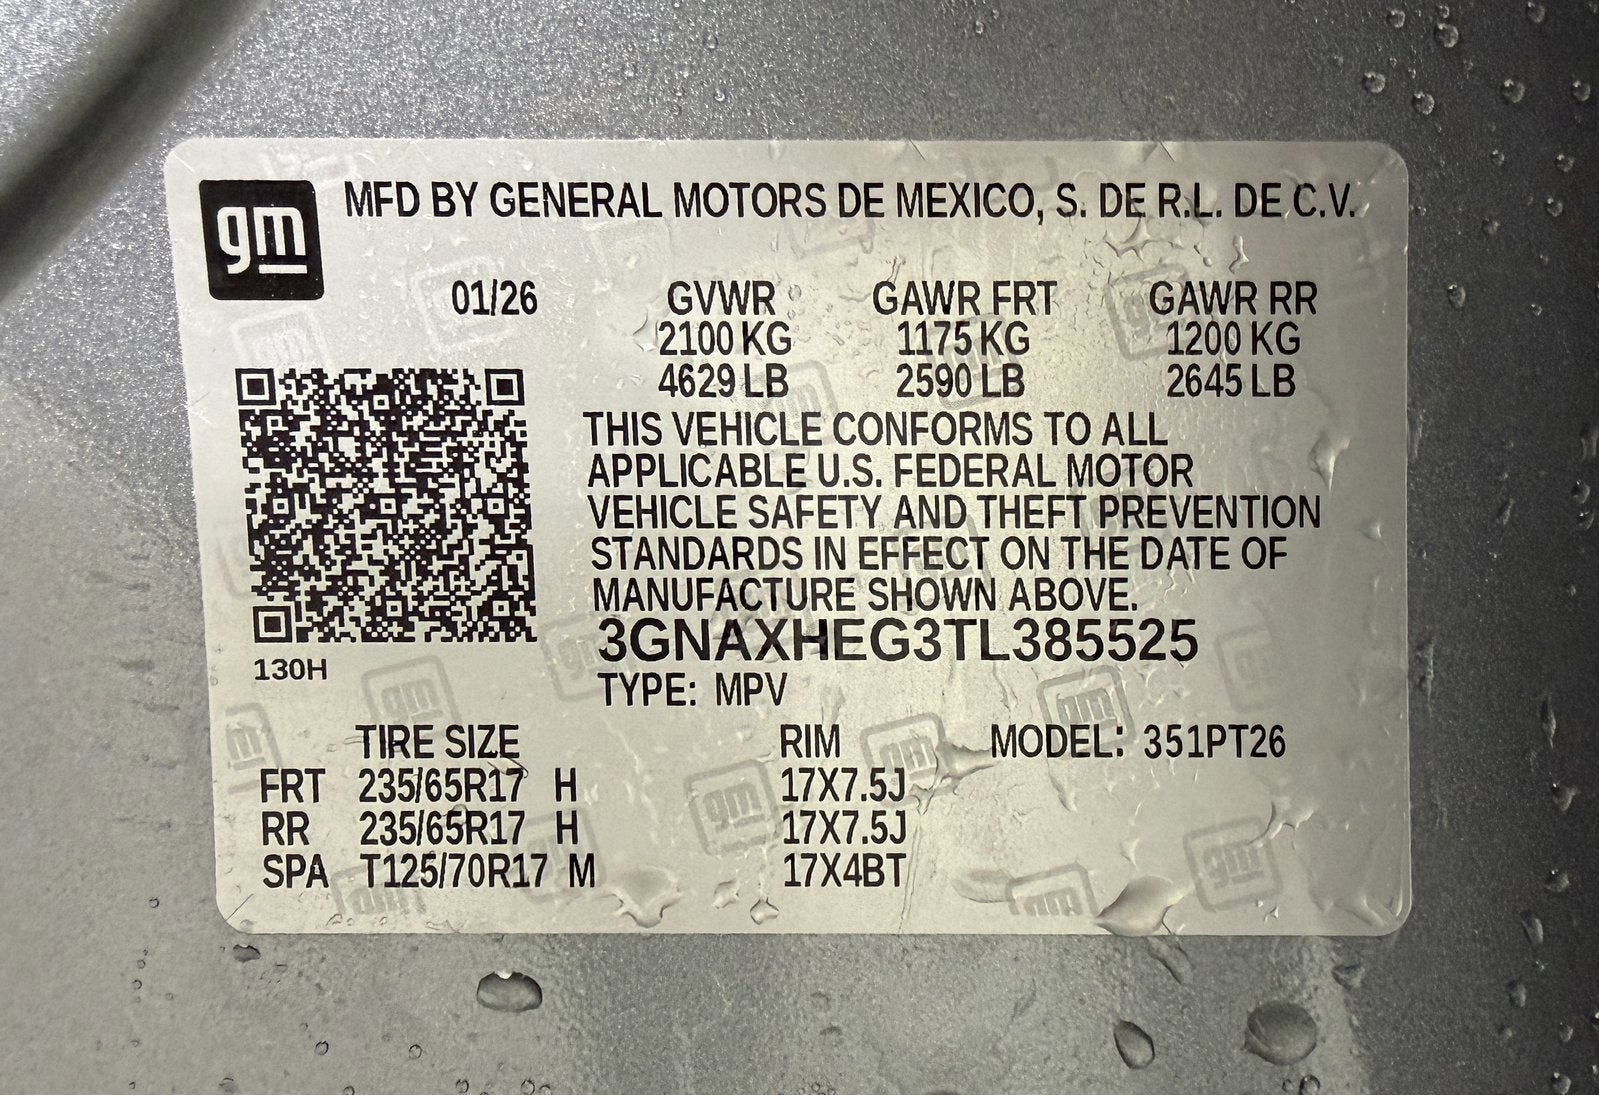 gm
MFD BY GENERAL MOTORS DE MEXICO, S. DE R.L. DE C.V.
01/26 GVWR GAWR FRT GAWR RR
2100 KG 1175 KG 1200 KG
4629 LB 2590 LB 2645 LB
THIS VEHICLE CONFORMS TO ALL
APPLICABLE U.S. FEDERAL MOTOR
VEHICLE SAFETY AND THEFT PREVENTION
STANDARDS IN EFFECT ON THE DATE OF
MANUFACTURE SHOWN ABOVE.
3GNAXHEG3TL385525
130H
TYPE: MPV
TIRE SIZE RIM MODEL: 351PT26
FRT 235/65R17 H 17X7.5J
RR 235/65R17 H 17X7.5J
SPA T125/70R17 M 17X4BT